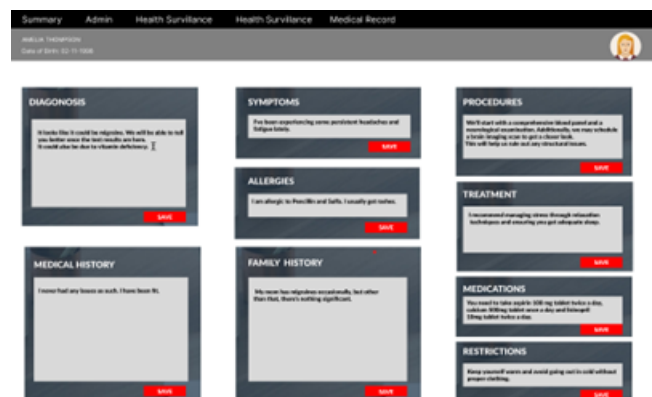 Summary Admin Health Survillance Health Survillance Medical Record
AMELIA THOMPSON
Date of Birth: 02-11-1998
DIAGONOSIS
It looks like it could be migraine. We will be able to tell
you better once the test results are here.
It could also be due to vitamin deficiency.
SAVE
SYMPTOMS
I've been experiencing some persistent headaches and
fatigue lately.
SAVE
PROCEDURES
We'll start with a comprehensive blood panel and a
neurological examination. Additionally, we may schedule
a brain imaging scan to get a closer look.
This will help us rule out any structural issues.
SAVE
ALLERGIES
I am allergic to Pencillin and Sulfa. I usually get rashes.
SAVE
TREATMENT
I recommend managing stress through relaxation
techniques and ensuring you get adequate sleep.
SAVE
MEDICAL HISTORY
I never had any issues as such. I have been fit.
SAVE
FAMILY HISTORY
My mom has migraines occasionally, but other
than that, there's nothing significant.
SAVE
MEDICATIONS
You need to take aspirin 100 mg tablet twice a day,
calcium 500mg tablet once a day and lisinopril
10mg tablet twice a day.
SAVE
RESTRICTIONS
Keep yourself warm and avoid going out in cold without
proper clothing.
SAVE